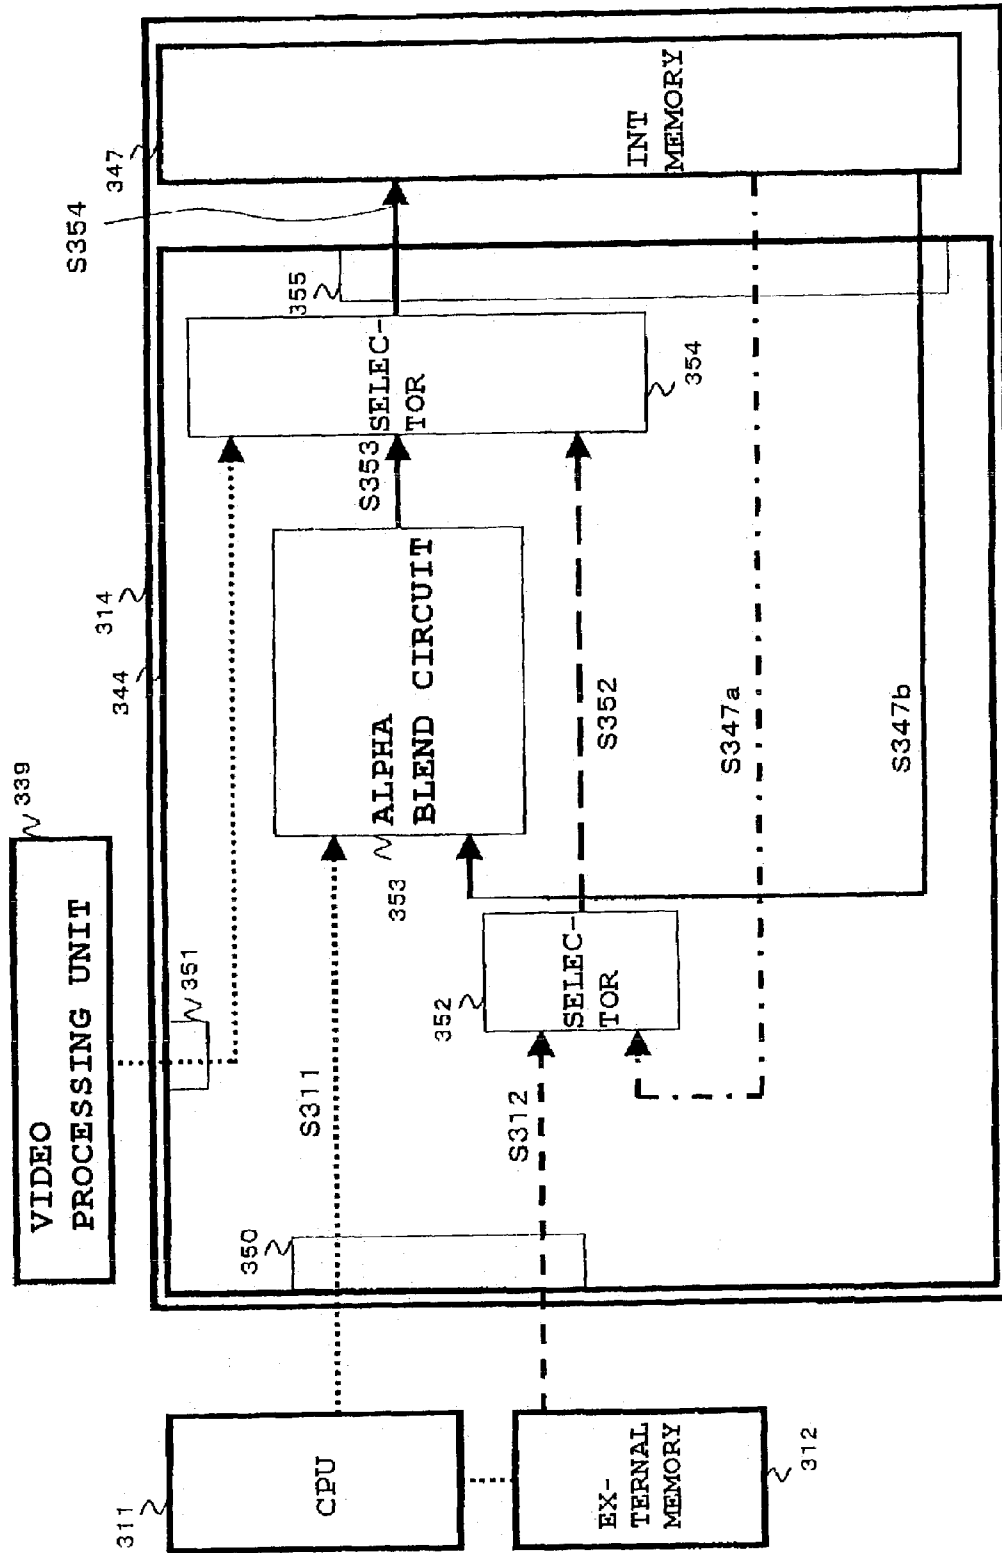 VIDEO
PROCESSING UNIT
339
344
314
S354
347
351
355
INT
MEMORY
SELEC-
TOR
354
S353
ALPHA
BLEND CIRCUIT
353
S352
S347a
S347b
352
SELEC-
TOR
S311
S312
350
311
CPU
EX-
TERNAL
MEMORY
312